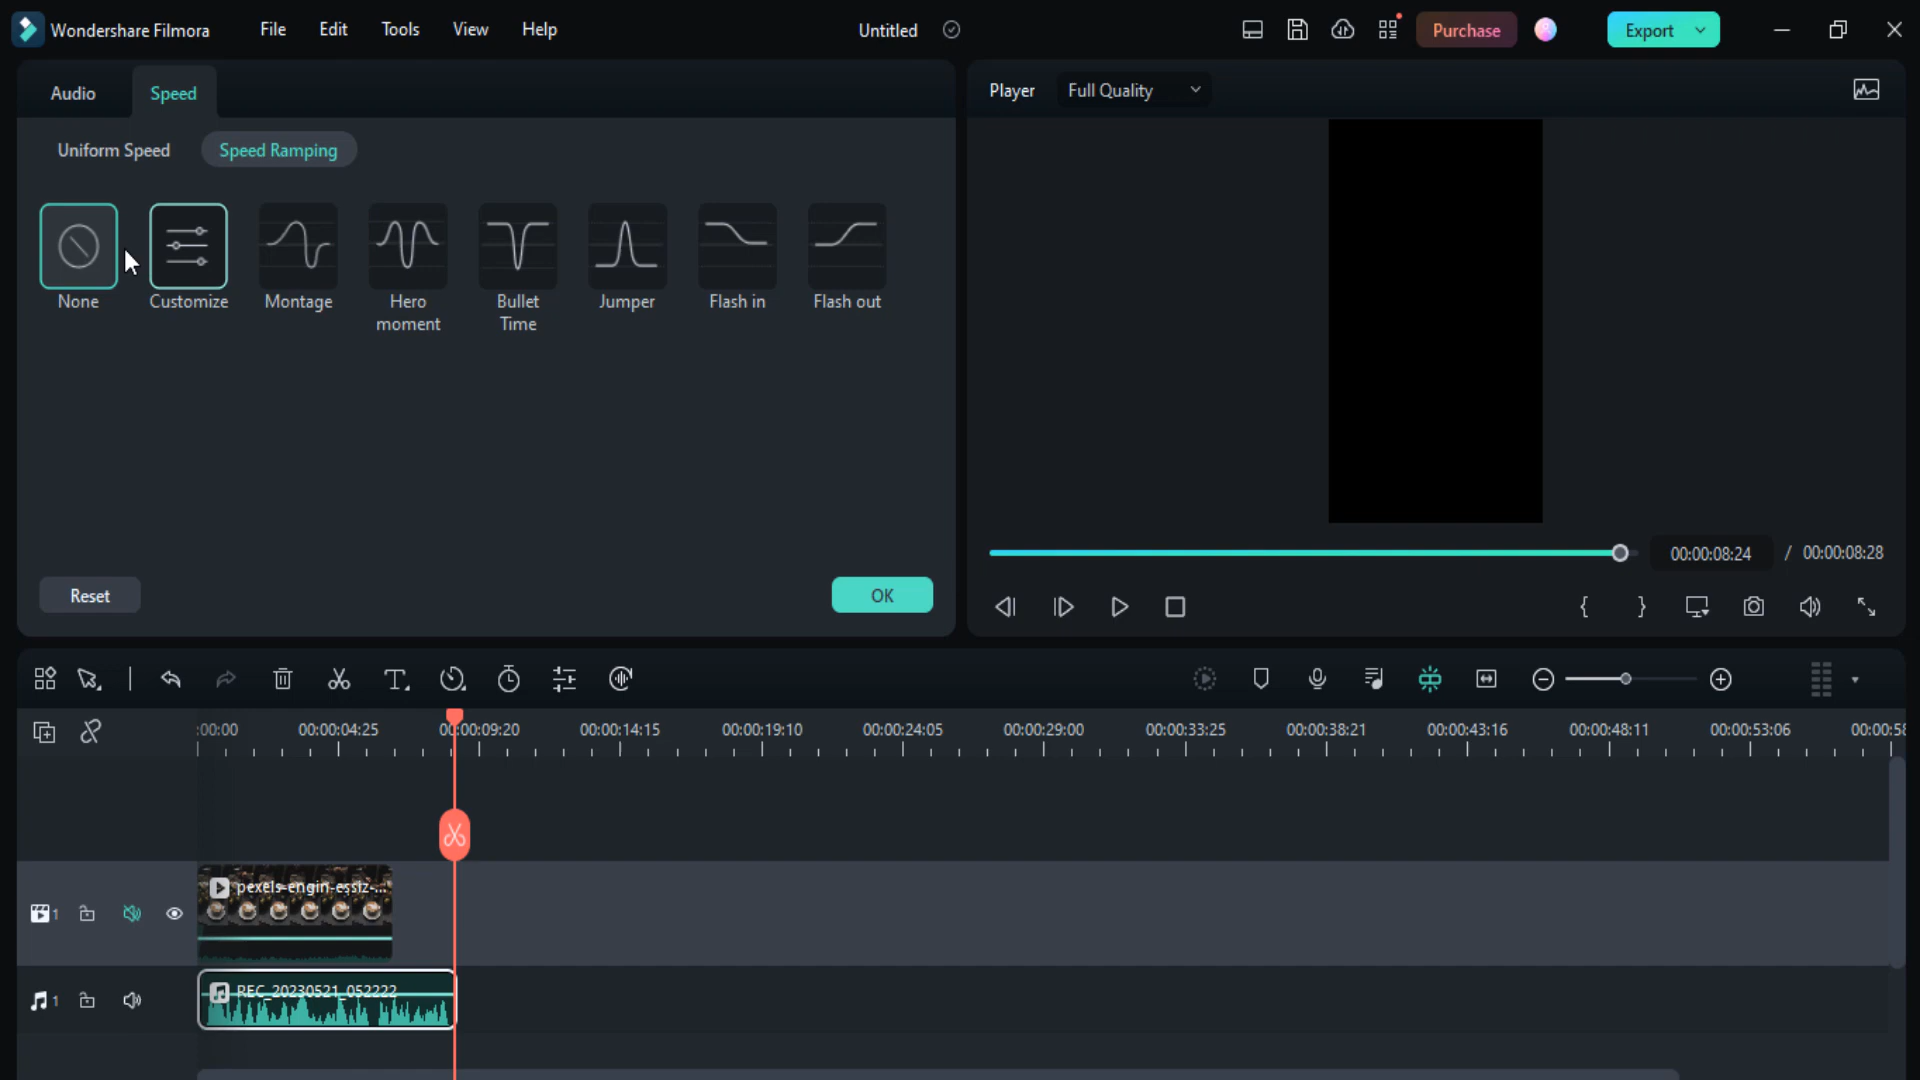 Wondershare Filmora File Edit Tools View Help Untitled Purchase Export
Audio Speed
Player Full Quality
Uniform Speed Speed Ramping
None Customize Montage Hero moment Bullet Time Jumper Flash in Flash out
00:00:08:24 / 00:00:08:28
Reset OK
:00:00 00:00:04:25 00:00:09:20 00:00:14:15 00:00:19:10 00:00:24:05 00:00:29:00 00:00:33:25 00:00:38:21 00:00:43:16 00:00:48:11 00:00:53:06 00:00:58
pexels-engin-essiz-...
1
REC_20230521_052222
1